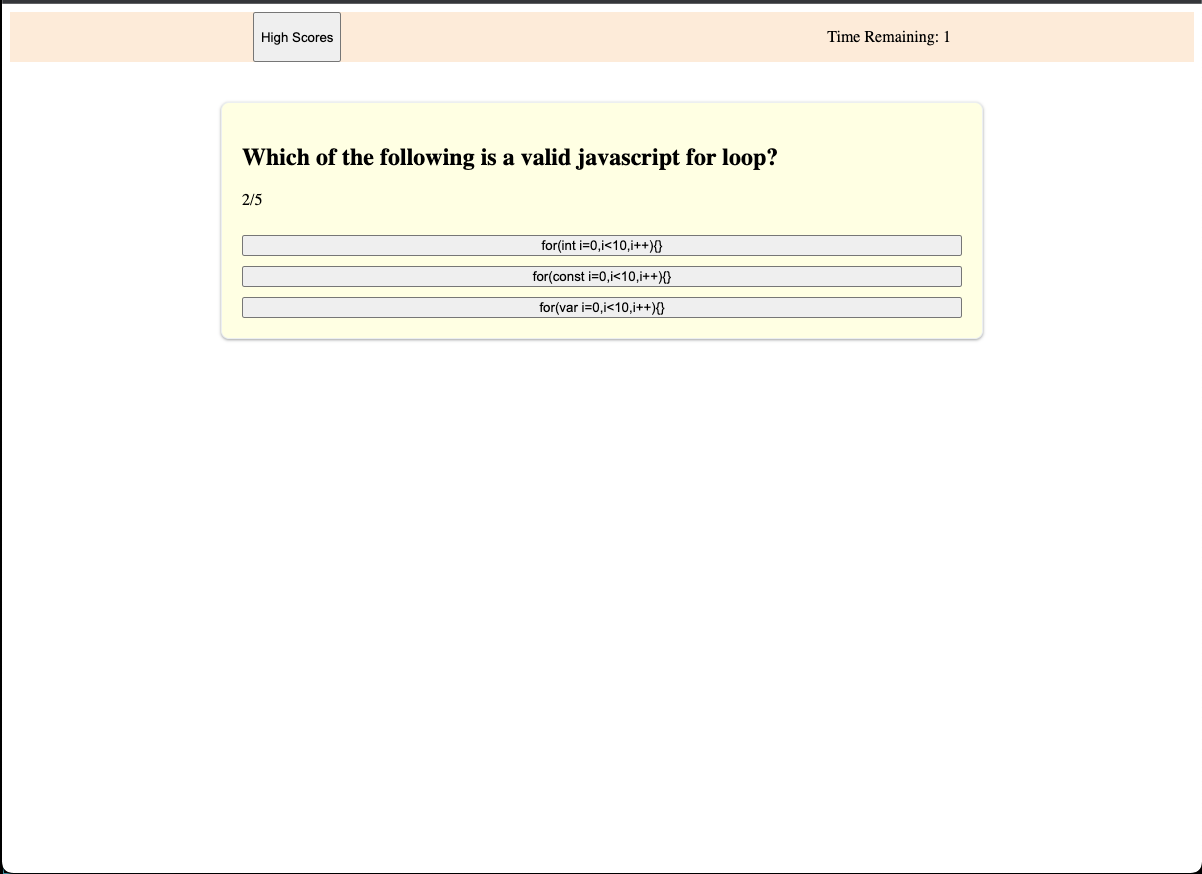 High Scores
Time Remaining: 1
Which of the following is a valid javascript for loop?
2/5
for(int i=0,i<10,i++){}
for(const i=0,i<10,i++){}
for(var i=0,i<10,i++){}